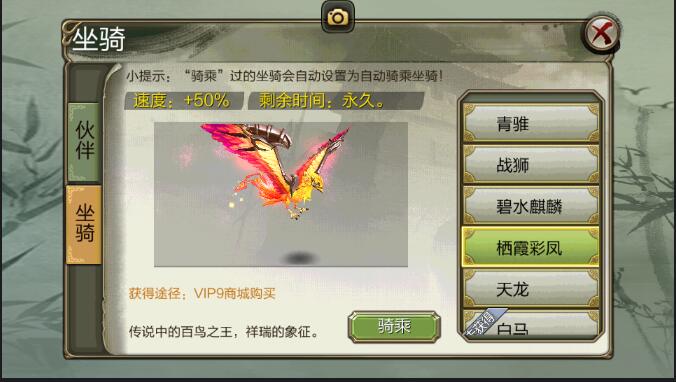 坐骑
小提示：“骑乘”过的坐骑会自动设置为自动骑乘坐骑！
速度：+50% 剩余时间：永久。
伙伴
坐骑
获得途径：VIP9商城购买
传说中的百鸟之王，祥瑞的象征。
骑乘
青骓
战狮
碧水麒麟
栖霞彩凤
天龙
白马
获得